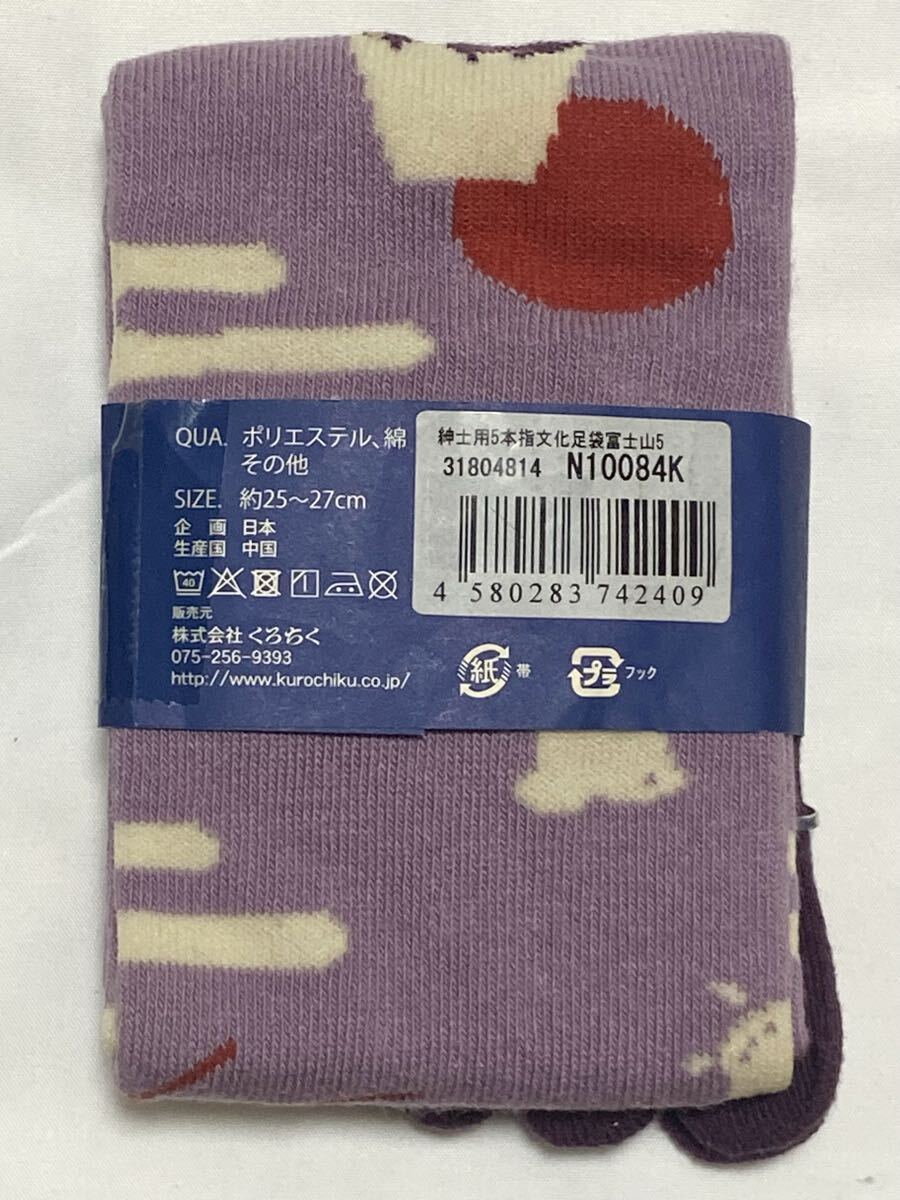 QUA. ポリエステル、綿
その他
SIZE. 約25〜27cm
企　画　日本
生産国　中国
40
販売元
株式会社 くろちく
075-256-9393
http://www.kurochiku.co.jp/
紳士用5本指文化足袋富士山5
31804814 N10084K
4 580283 742409
紙 帯
プラ フック